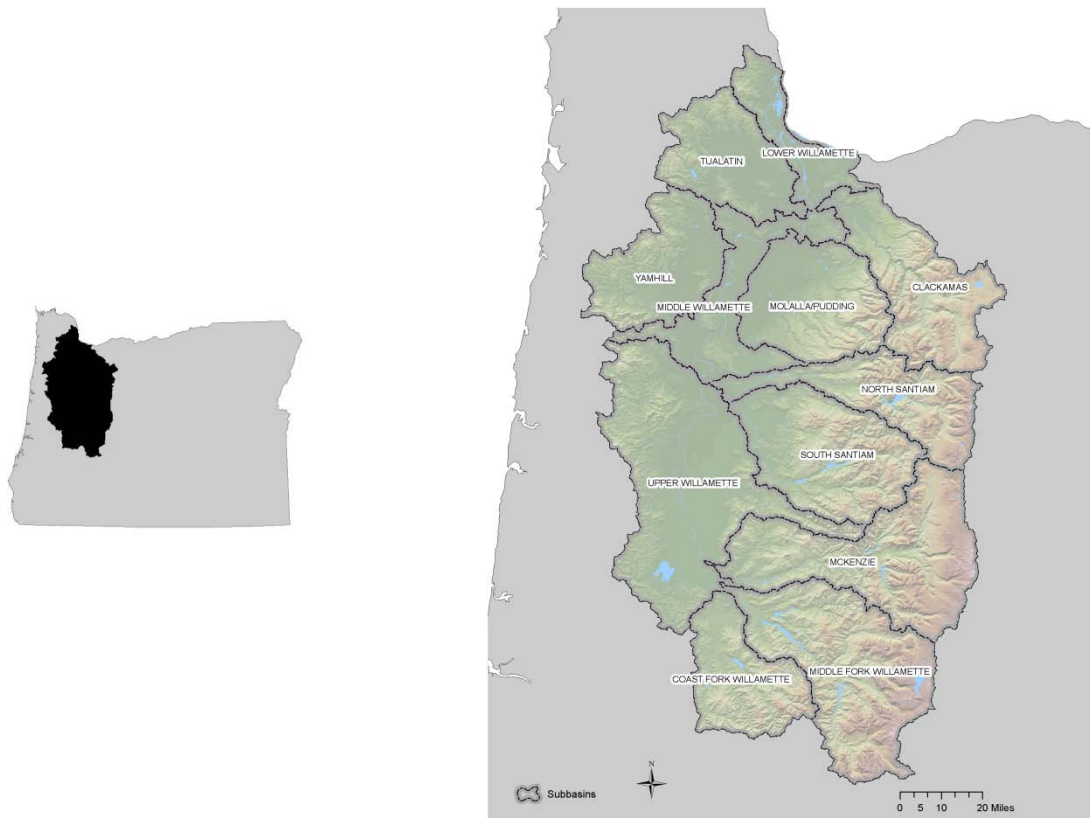 LOWER WILLAMETTE
TUALATIN
YAMHILL
CLACKAMAS
MIDDLE WILLAMETTE
MOLALLA/PUDDING
NORTH SANTIAM
SOUTH SANTIAM
UPPER WILLAMETTE
MCKENZIE
MIDDLE FORK WILLAMETTE
COAST FORK WILLAMETTE
N
Subbasins
0 5 10 20 Miles